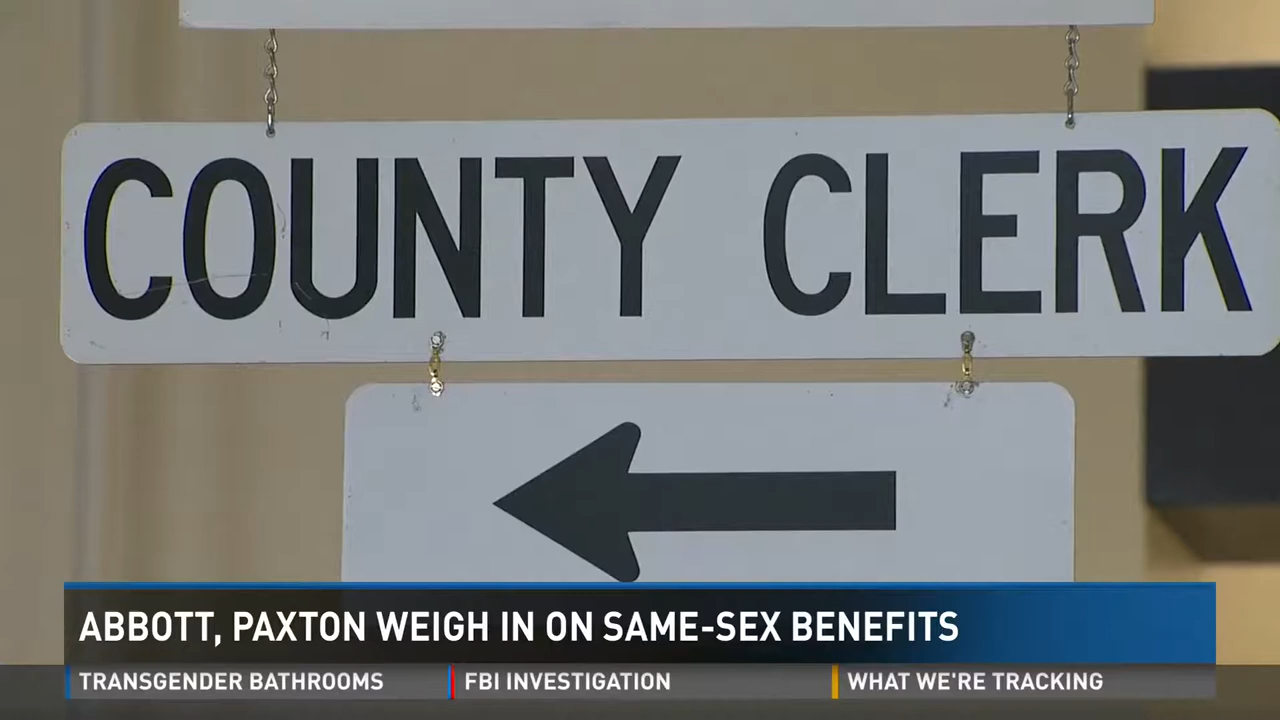 COUNTY CLERK
ABBOTT, PAXTON WEIGH IN ON SAME-SEX BENEFITS
TRANSGENDER BATHROOMS
FBI INVESTIGATION
WHAT WE'RE TRACKING